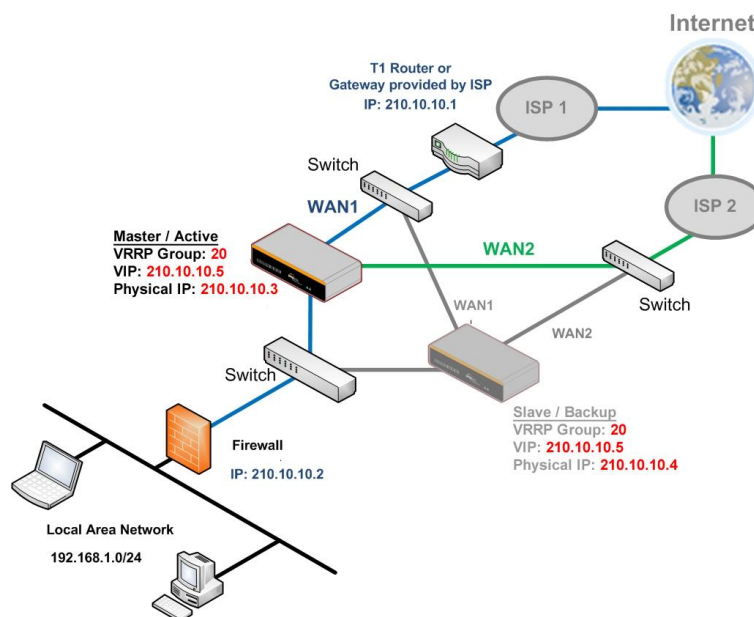 Internet
T1 Router or
Gateway provided by ISP
IP: 210.10.10.1
ISP 1
Switch
WAN1
ISP 2
Master / Active
VRRP Group: 20
VIP: 210.10.10.5
Physical IP: 210.10.10.3
WAN2
Switch
WAN1
WAN2
Switch
Slave / Backup
VRRP Group: 20
VIP: 210.10.10.5
Physical IP: 210.10.10.4
Firewall
IP: 210.10.10.2
Local Area Network
192.168.1.0/24